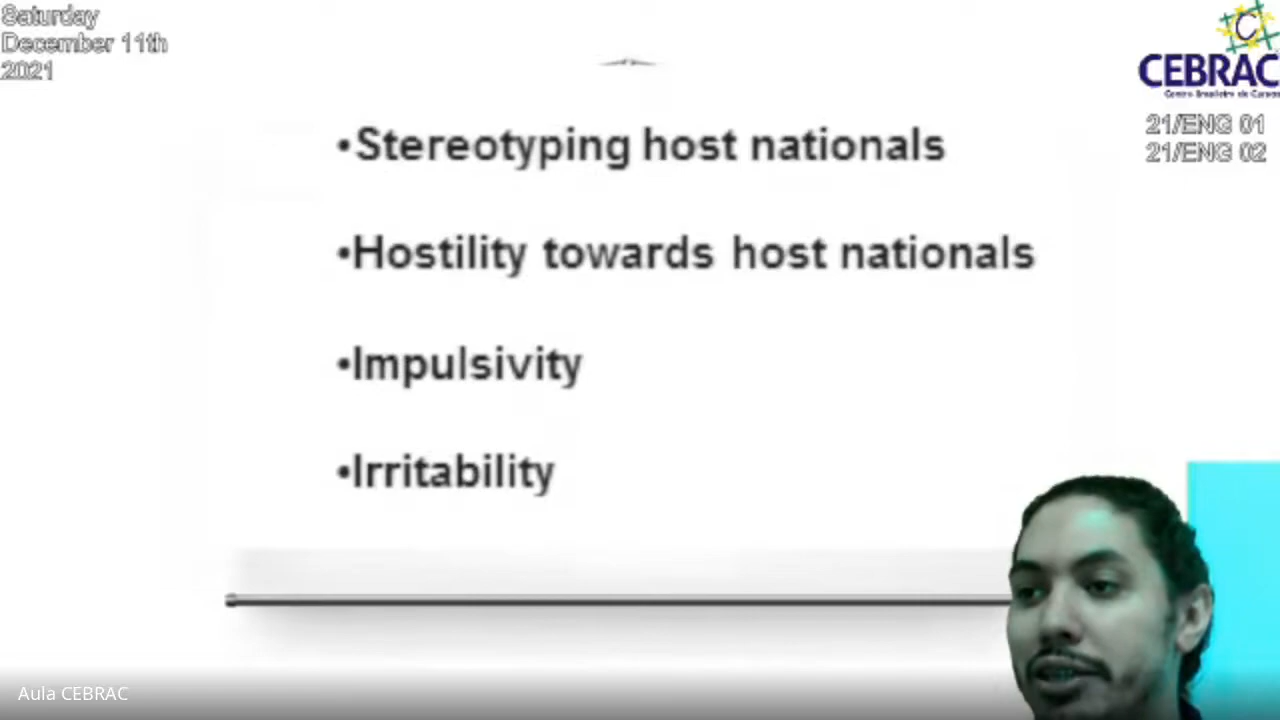 Saturday
December 11th
2021
CEBRAC
Centro Brasileiro de Cursos
21/ENG 01
21/ENG 02
•Stereotyping host nationals
•Hostility towards host nationals
•Impulsivity
•Irritability
Aula CEBRAC